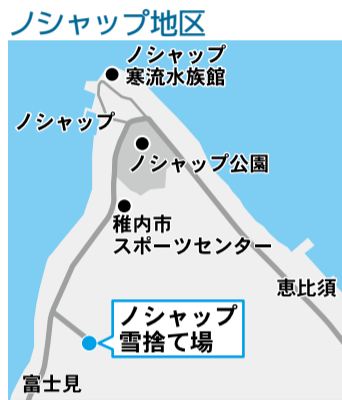 ノシャップ地区
ノシャップ
寒流水族館
ノシャップ
ノシャップ公園
稚内市
スポーツセンター
恵比須
ノシャップ
雪捨て場
富士見